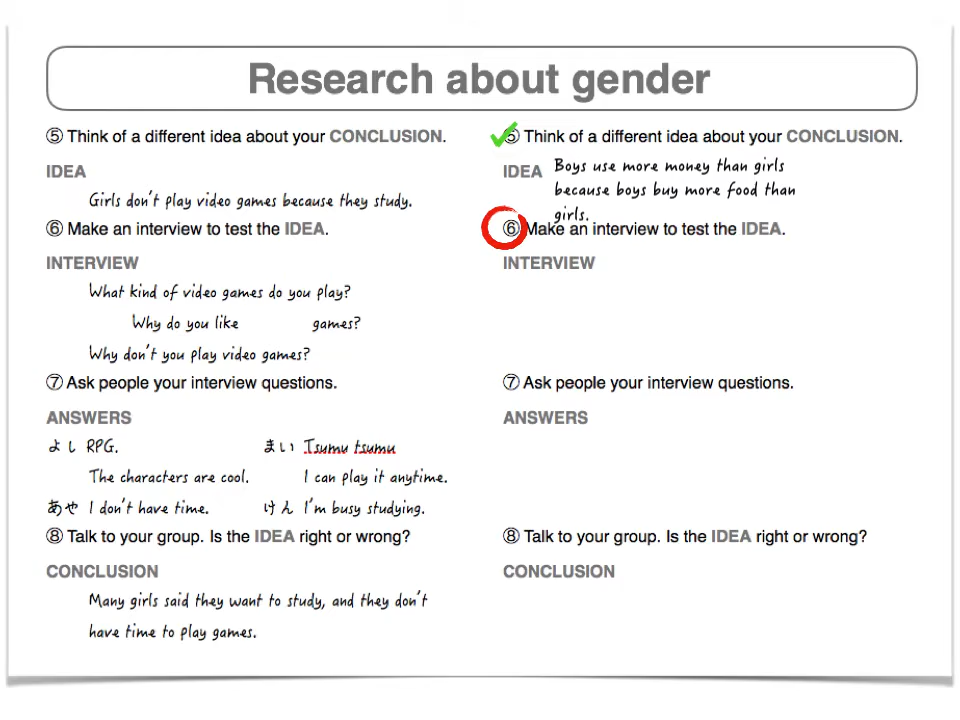 Research about gender
⑤ Think of a different idea about your CONCLUSION.
IDEA
Girls don't play video games because they study.
⑥ Make an interview to test the IDEA.
INTERVIEW
What kind of video games do you play?
Why do you like games?
Why don't you play video games?
⑦ Ask people your interview questions.
ANSWERS
よし RPG. まい Tsumu tsumu
The characters are cool. I can play it anytime.
あや I don't have time. けん I'm busy studying.
⑧ Talk to your group. Is the IDEA right or wrong?
CONCLUSION
Many girls said they want to study, and they don't
have time to play games.
⑤ Think of a different idea about your CONCLUSION.
IDEA Boys use more money than girls
because boys buy more food than
girls.
⑥ Make an interview to test the IDEA.
INTERVIEW
⑦ Ask people your interview questions.
ANSWERS
⑧ Talk to your group. Is the IDEA right or wrong?
CONCLUSION